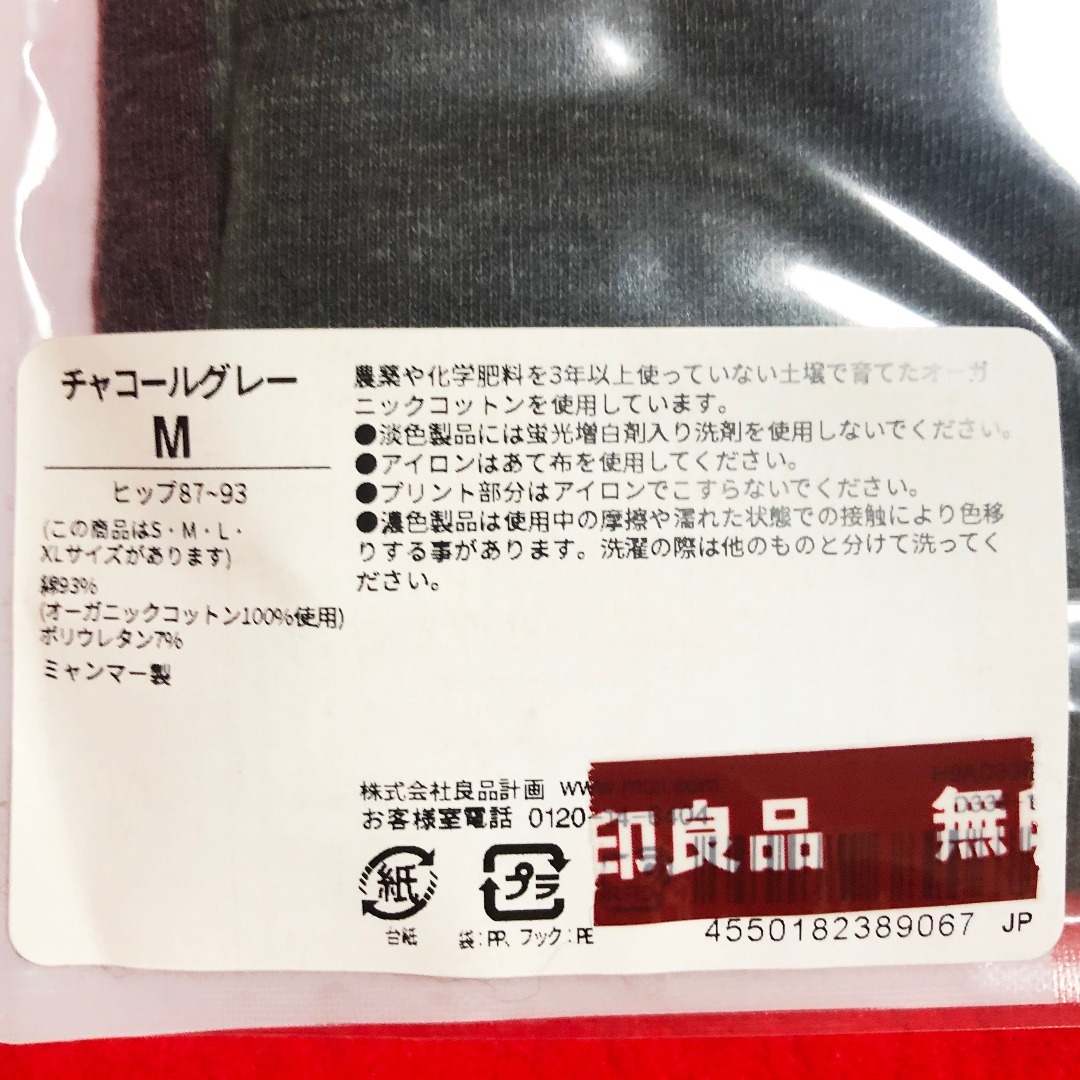 チャコールグレー
M
ヒップ87~93
(この商品はS・M・L・
XLサイズがあります)
綿93%
(オーガニックコットン100%使用)
ポリウレタン7%
ミャンマー製
農薬や化学肥料を3年以上使っていない土壌で育てたオーガ
ニックコットンを使用しています。
●淡色製品には蛍光増白剤入り洗剤を使用しないでください。
●アイロンはあて布を使用してください。
●プリント部分はアイロンでこすらないでください。
●濃色製品は使用中の摩擦や濡れた状態での接触により色移
りする事があります。洗濯の際は他のものと分けて洗ってく
ださい。
株式会社良品計画
お客様室電話 0120
印良品 無
紙
台紙
プラ
袋:PP、フック:PE
4550182389067 JP